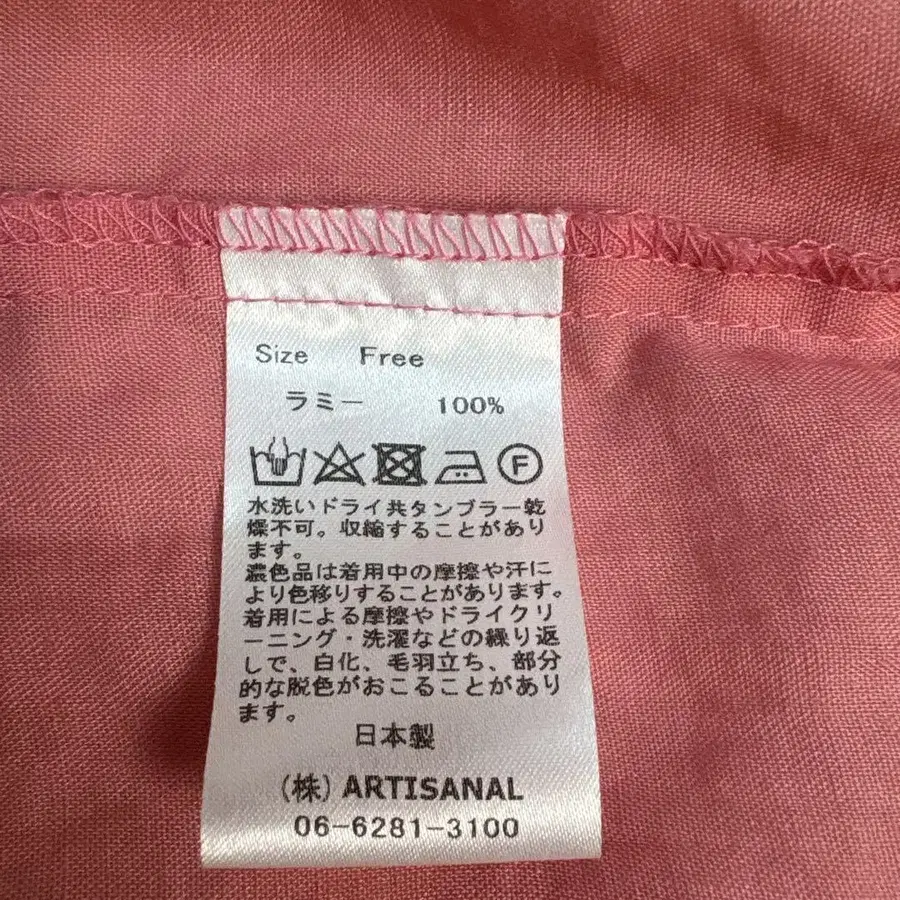 Size Free
ラミー 100%
F
水洗いドライ共タンブラー乾
燥不可。収縮することがあり
ます。
濃色品は着用中の摩擦や汗に
より色移りすることがあります。
着用による摩擦やドライクリ
ーニング・洗濯などの繰り返
しで、白化、毛羽立ち、部分
的な脱色がおこることがあり
ます。
日本製
(株) ARTISANAL
06-6281-3100